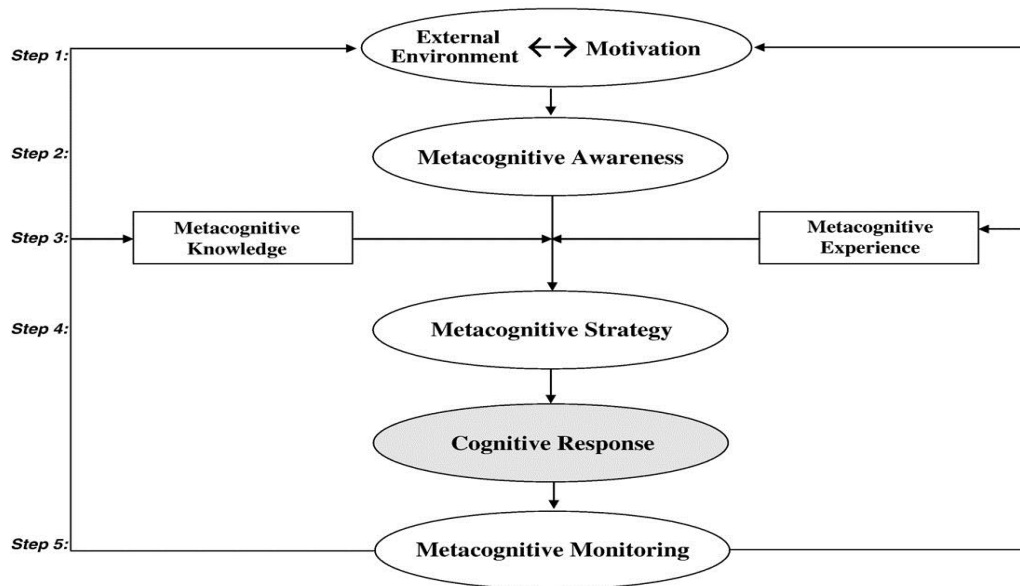 Step 1:
External
Environment
Motivation
Step 2:
Metacognitive Awareness
Step 3:
Metacognitive
Knowledge
Metacognitive
Experience
Step 4:
Metacognitive Strategy
Cognitive Response
Step 5:
Metacognitive Monitoring